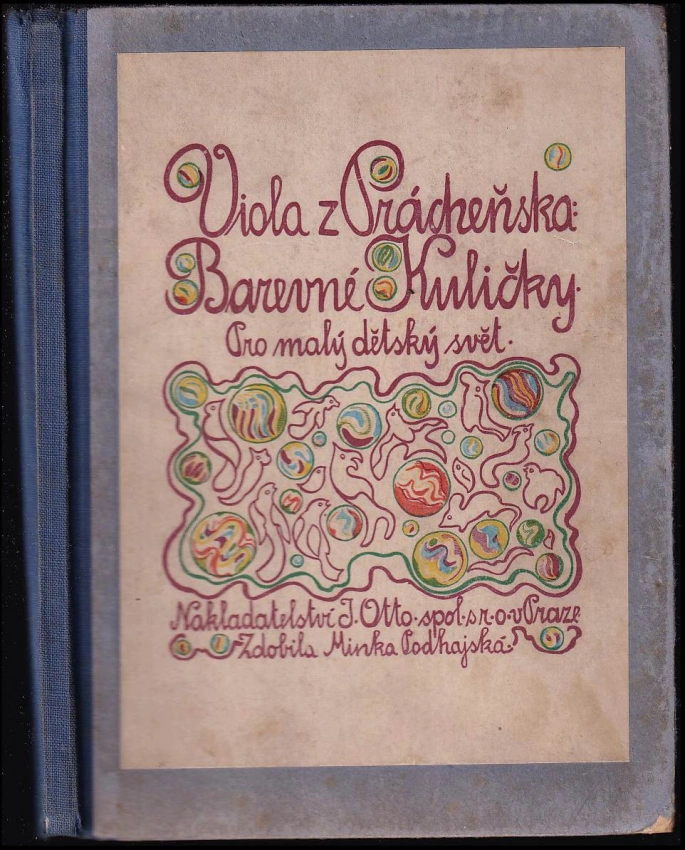 Viola z Prácheňska:
Barevné Kuličky.
Pro malý dětský svět.
Nakladatelství J. Otto·spol·s·r·o·v Praze
Zdobila Minka Podhajská·